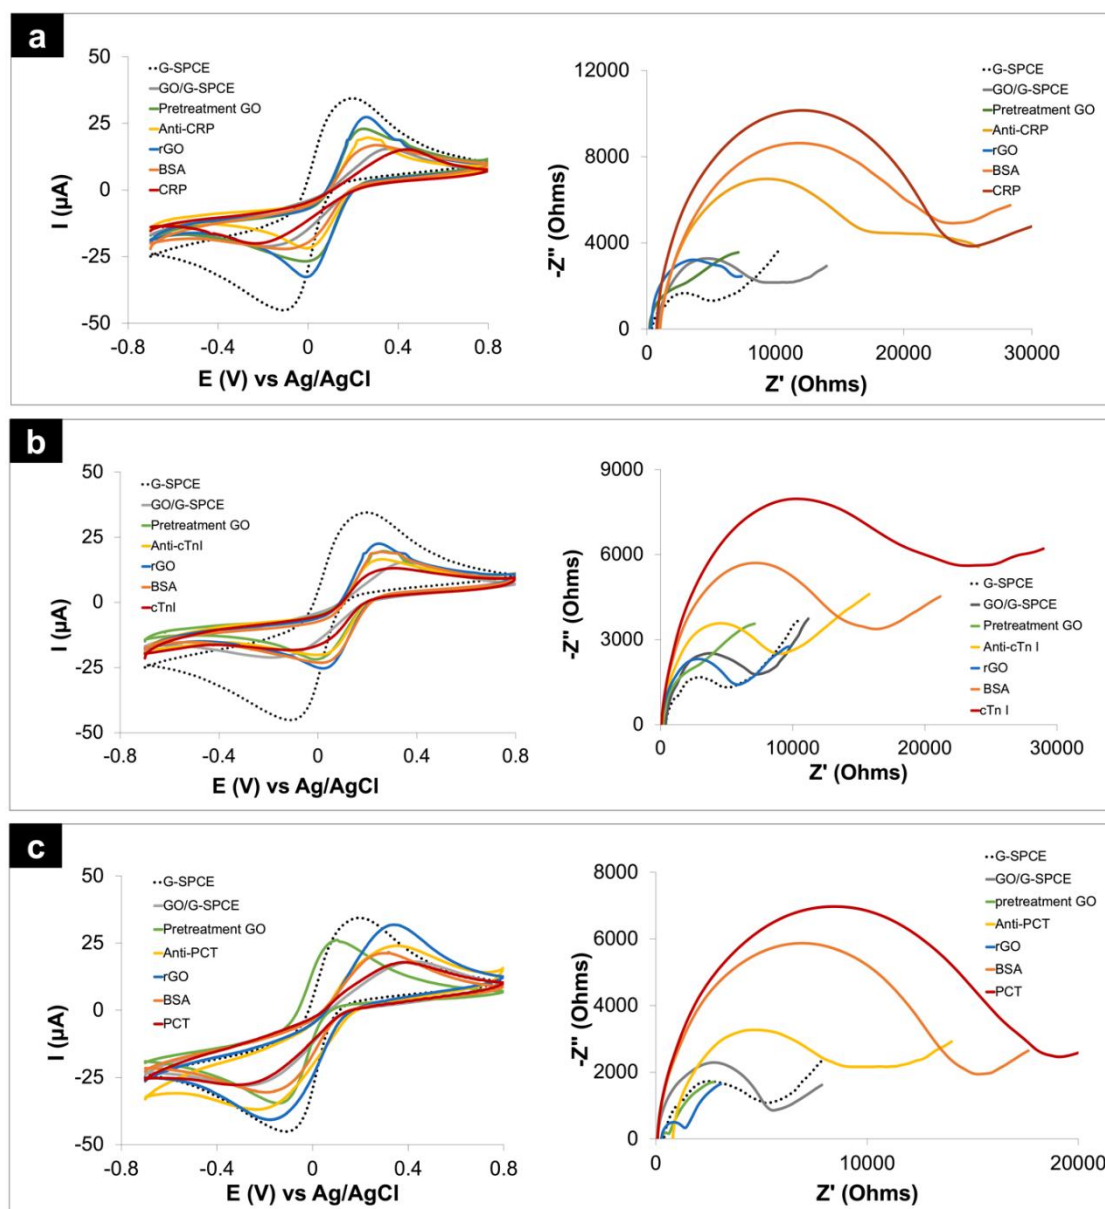 a
50
25
0
-25
-50
I (µA)
-0.8
-0.4
0
0.4
0.8
E (V) vs Ag/AgCl
G-SPCE
GO/G-SPCE
Pretreatment GO
Anti-CRP
rGO
BSA
CRP
12000
8000
4000
0
-Z'' (Ohms)
0
10000
20000
30000
Z' (Ohms)
G-SPCE
GO/G-SPCE
Pretreatment GO
Anti-CRP
rGO
BSA
CRP
b
50
25
0
-25
-50
I (µA)
-0.8
-0.4
0
0.4
0.8
E (V) vs Ag/AgCl
G-SPCE
GO/G-SPCE
Pretreatment GO
Anti-cTnI
rGO
BSA
cTnI
9000
6000
3000
0
-Z'' (Ohms)
0
10000
20000
30000
Z' (Ohms)
G-SPCE
GO/G-SPCE
Pretreatment GO
Anti-cTn I
rGO
BSA
cTn I
c
50
25
0
-25
-50
I (µA)
-0.8
-0.4
0
0.4
0.8
E (V) vs Ag/AgCl
G-SPCE
GO/G-SPCE
Pretreatment GO
Anti-PCT
rGO
BSA
PCT
8000
6000
4000
2000
0
-Z'' (Ohms)
0
10000
20000
Z' (Ohms)
G-SPCE
GO/G-SPCE
pretreatment GO
Anti-PCT
rGO
BSA
PCT